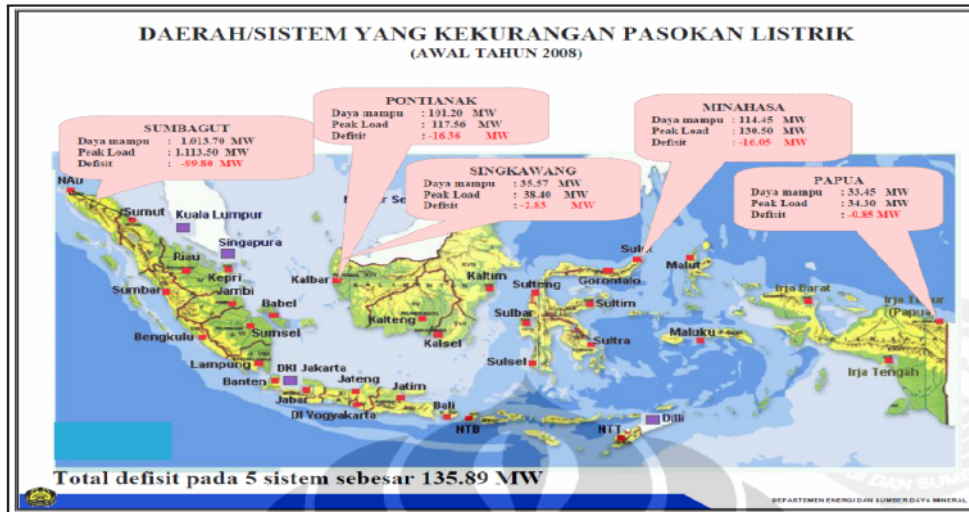 DAERAH/SISTEM YANG KEKURANGAN PASOKAN LISTRIK
(AWAL TAHUN 2008)
PONTIANAK
Daya mampu : 101.20 MW
Peak Load : 117.56 MW
Defisit : -16.36 MW
MINAHASA
Daya mampu : 114.45 MW
Peak Load : 130.50 MW
Defisit : -16.05 MW
SUMBAGUT
Daya mampu : 1.013.70 MW
Peak Load : 1.113.50 MW
Defisit : -99.80 MW
SINGKAWANG
Daya mampu : 35.57 MW
Peak Load : 38.40 MW
Defisit : -2.83 MW
PAPUA
Daya mampu : 33.45 MW
Peak Load : 34.30 MW
Defisit : -0.85 MW
NAD
Sumut
Kuala Lumpur
Singapura
Riau
Kepri
Sumbar
Jambi
Babel
Bengkulu
Sumsel
Lampung
DKI Jakarta
Banten
Jabar
Jateng
DI Yogyakarta
Jatim
Bali
NTB
NTT
Dilli
Kalbar
Kalteng
Kalsel
Kaltim
Sulut
Gorontalo
Sulteng
Sultim
Sulbar
Sultra
Sulsel
Malut
Maluku
Irja Barat
Irja Timur
(Papua)
Irja Tengah
Total defisit pada 5 sistem sebesar 135.89 MW
DEPARTEMEN ENERGI DAN SUMBER DAYA MINERAL